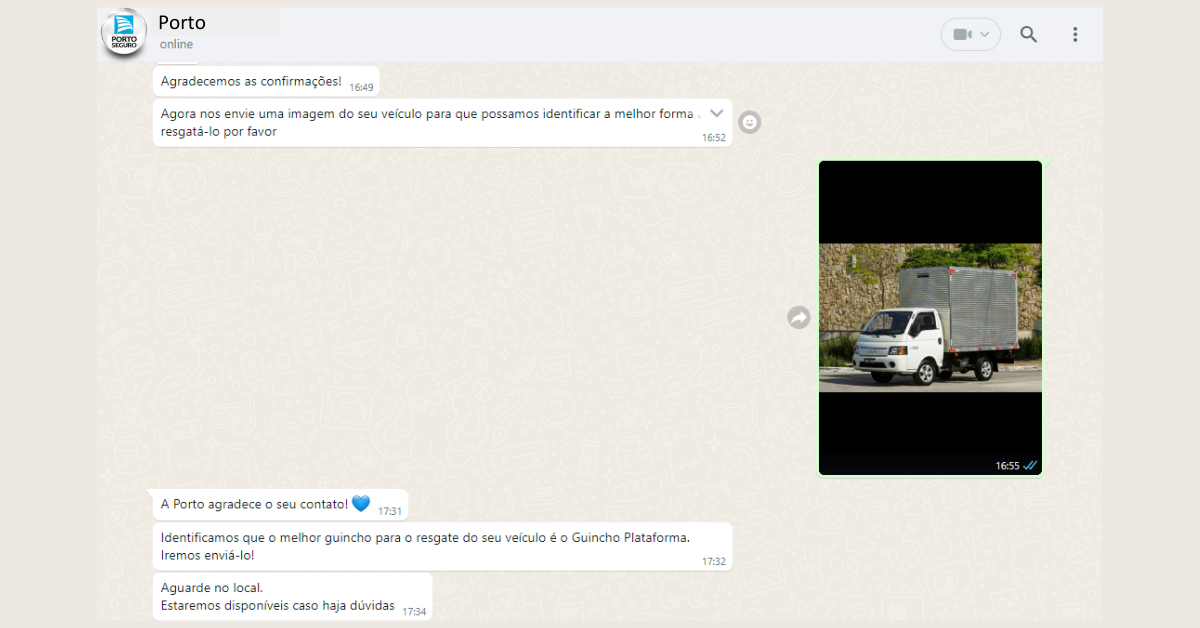 Porto
online
PORTO
SEGURO
Agradecemos as confirmações! 16:49
Agora nos envie uma imagem do seu veículo para que possamos identificar a melhor forma
resgatá-lo por favor
16:52
16:55
A Porto agradece o seu contato! 17:31
Identificamos que o melhor guincho para o resgate do seu veículo é o Guincho Plataforma.
Iremos enviá-lo!
17:32
Aguarde no local.
Estaremos disponíveis caso haja dúvidas 17:34